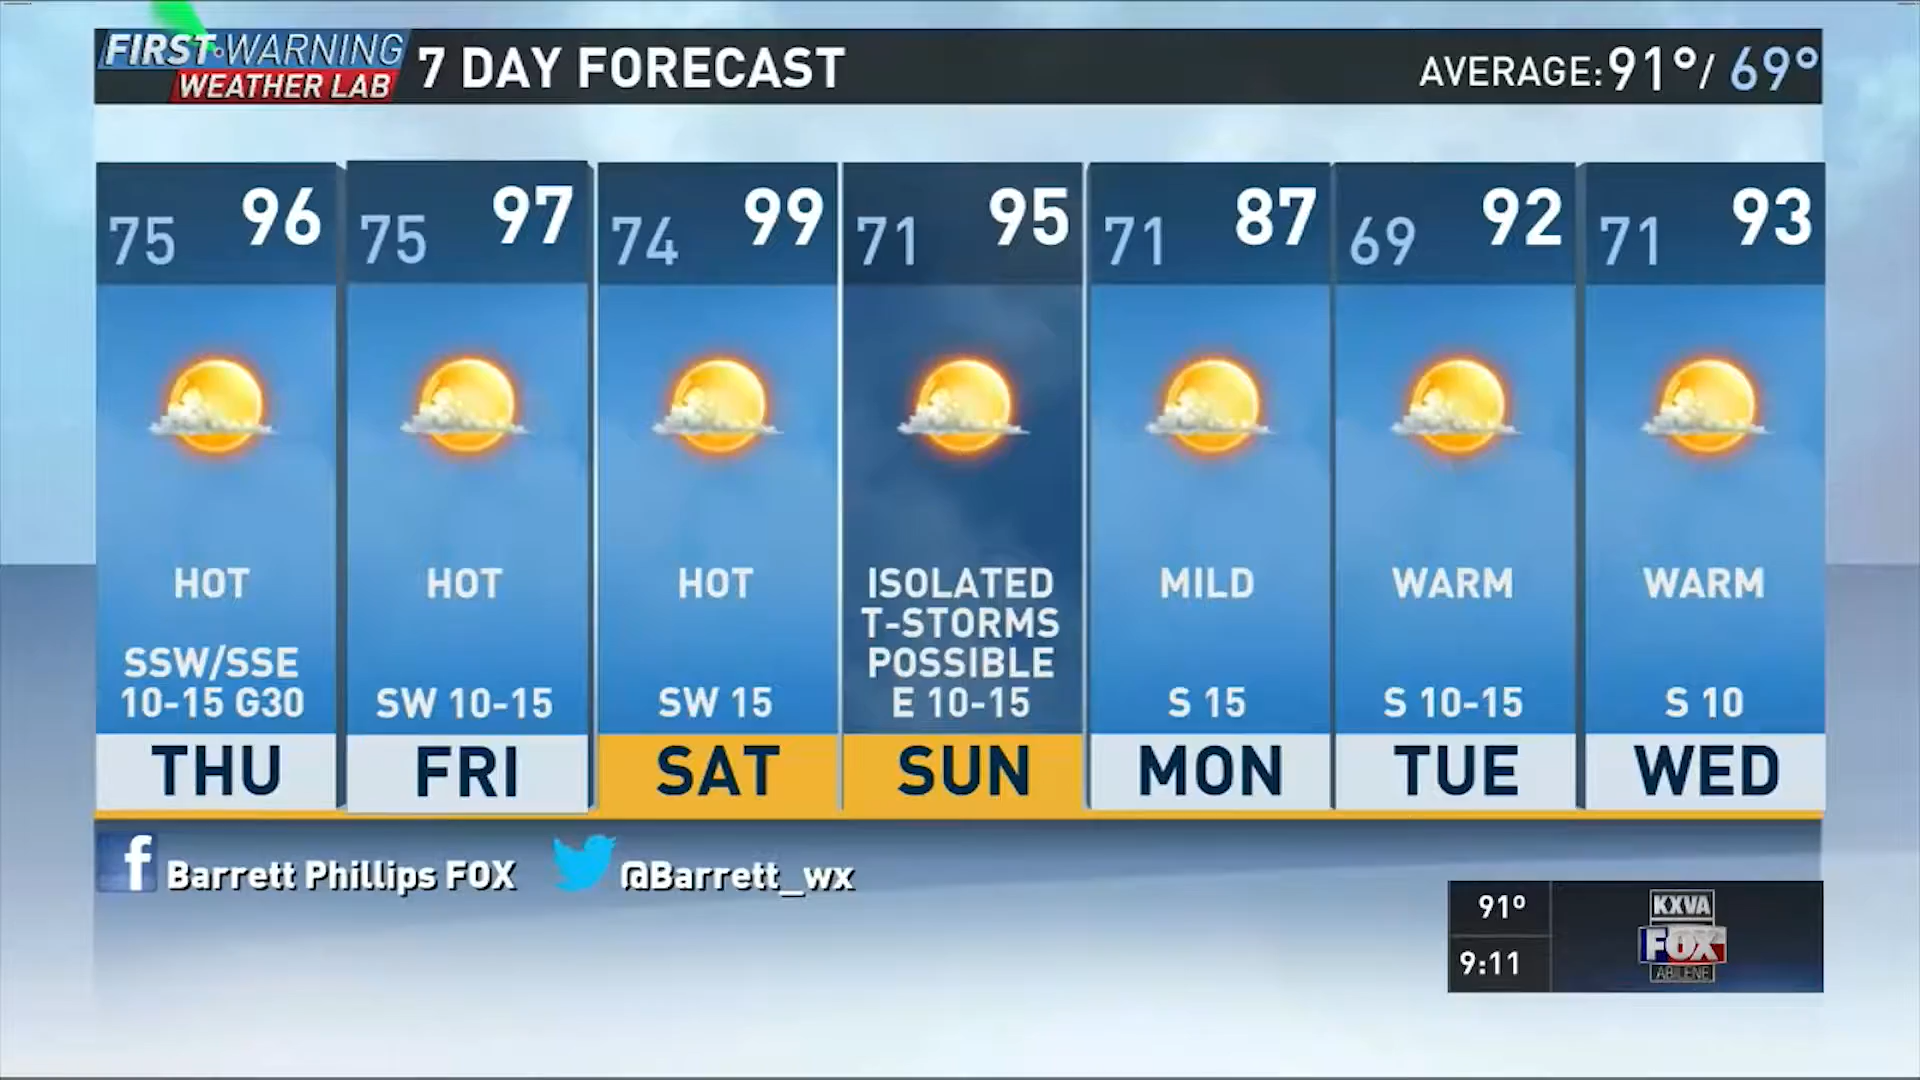 FIRST·WARNING
WEATHER LAB
7 DAY FORECAST
AVERAGE: 91°/ 69°
75 96
HOT
SSW/SSE
10-15 G30
THU
75 97
HOT
SW 10-15
FRI
74 99
HOT
SW 15
SAT
71 95
ISOLATED
T-STORMS
POSSIBLE
E 10-15
SUN
71 87
MILD
S 15
MON
69 92
WARM
S 10-15
TUE
71 93
WARM
S 10
WED
f Barrett Phillips FOX
@Barrett_wx
91°
9:11
KXVA
FOX
ABILENE